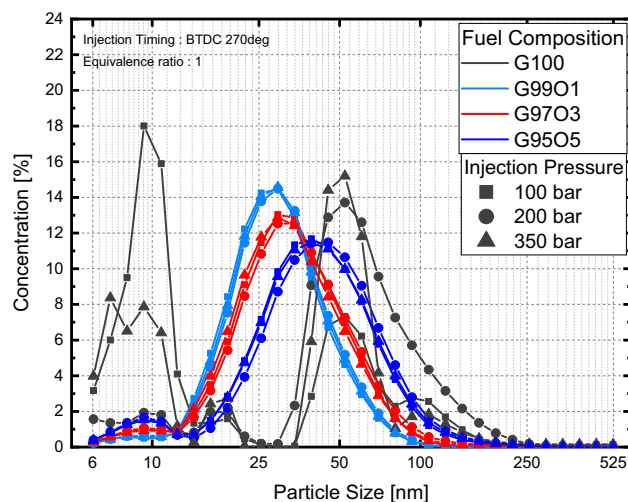 Injection Timing : BTDC 270deg
Equivalence ratio : 1
Fuel Composition
G100
G99O1
G97O3
G95O5
Injection Pressure
100 bar
200 bar
350 bar
Concentration [%]
24
22
20
18
16
14
12
10
8
6
4
2
0
6 10 25 50 100 250 525
Particle Size [nm]